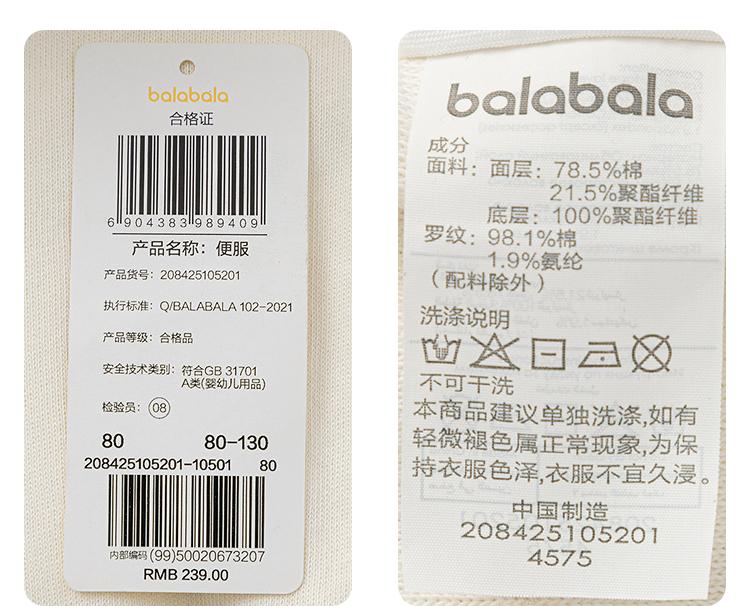 balabala
合格证
6 904383 989409
产品名称：便服
产品货号：208425105201
执行标准：Q/BALABALA 102-2021
产品等级：合格品
安全技术类别：符合GB 31701
A类(婴幼儿用品)
检验员：08
80 80-130
208425105201-10501 80
内部编码 (99)50020673207
RMB 239.00
balabala
成分
面料：面层：78.5%棉
21.5%聚酯纤维
底层：100%聚酯纤维
罗纹：98.1%棉
1.9%氨纶
（配料除外）
洗涤说明
不可干洗
本商品建议单独洗涤,如有
轻微褪色属正常现象,为保
持衣服色泽,衣服不宜久浸。
中国制造
208425105201
4575